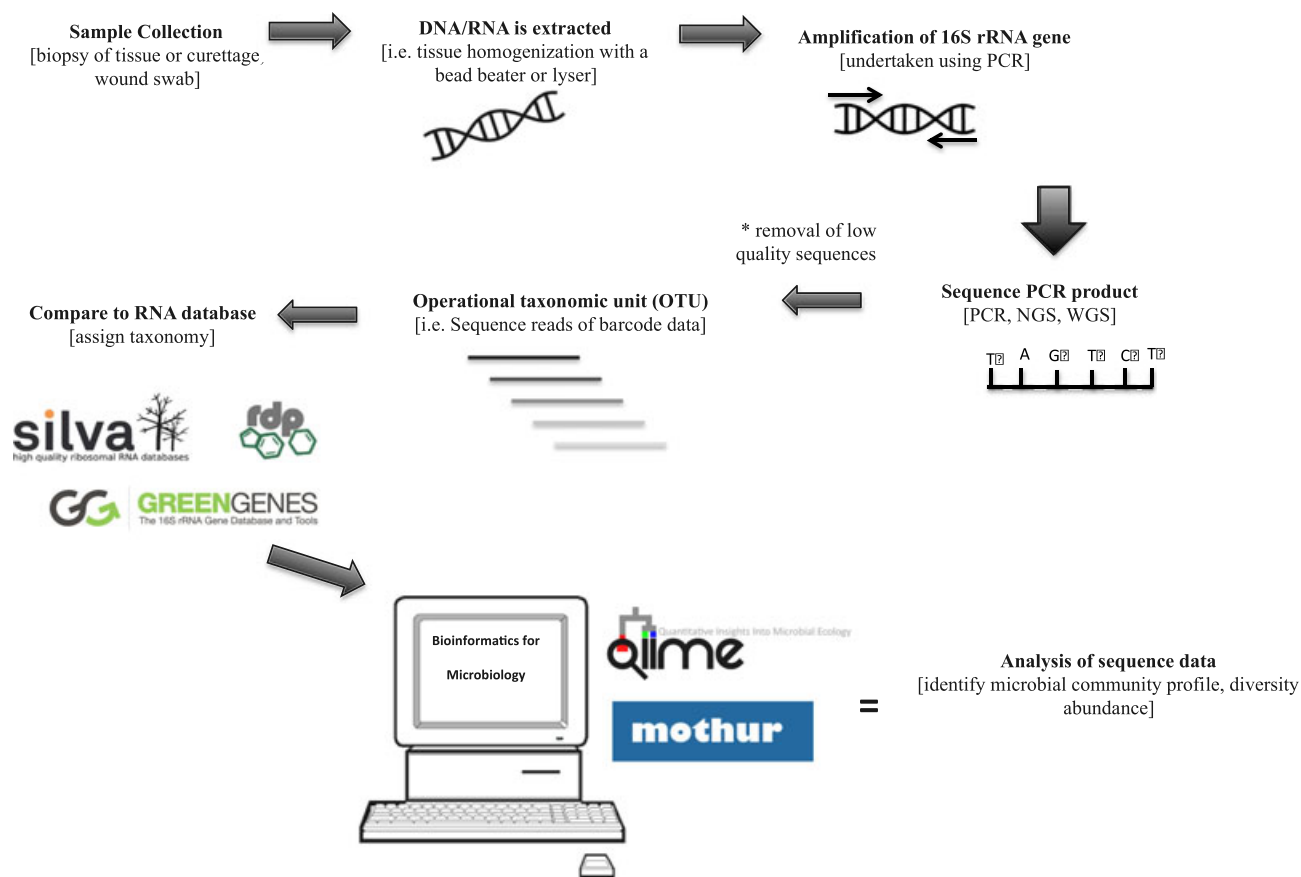 Sample Collection
[biopsy of tissue or curettage,
wound swab]
DNA/RNA is extracted
[i.e. tissue homogenization with a
bead beater or lyser]
Amplification of 16S rRNA gene
[undertaken using PCR]
* removal of low
quality sequences
Sequence PCR product
[PCR, NGS, WGS]
T A G T C T
Operational taxonomic unit (OTU)
[i.e. Sequence reads of barcode data]
Compare to RNA database
[assign taxonomy]
silva
high quality ribosomal RNA databases
rdp
GG GREENGENES
The 16S rRNA Gene Database and Tools
Bioinformatics for
Microbiology
Quantitative Insights Into Microbial Ecology
Qiime
mothur
=
Analysis of sequence data
[identify microbial community profile, diversity
abundance]